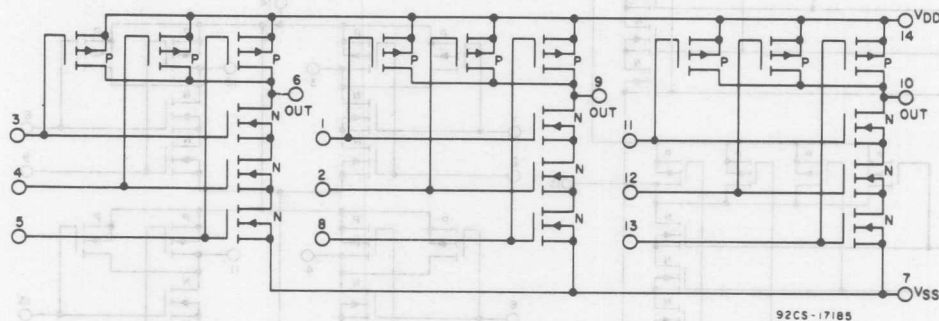 VDD
14
P P P P P P P P P
6
OUT
9
OUT
10
OUT
N N N
3
1
11
N N N
4
2
12
N N N
5
8
13
7
VSS
92CS-17185